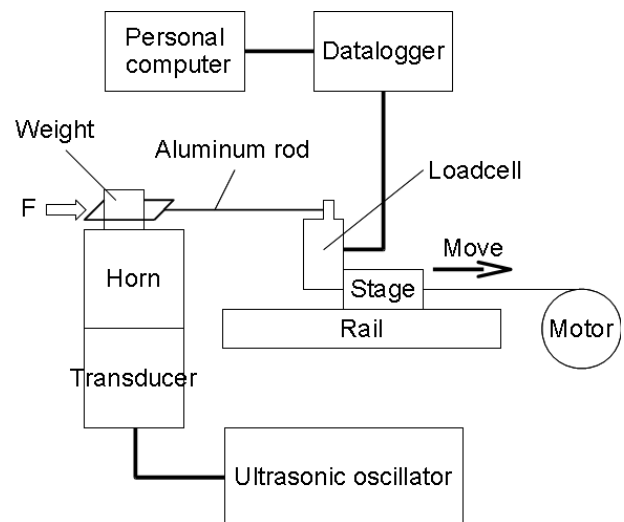 Personal
computer
Datalogger
Weight
Aluminum rod
Loadcell
F
Move
Horn
Stage
Rail
Motor
Transducer
Ultrasonic oscillator